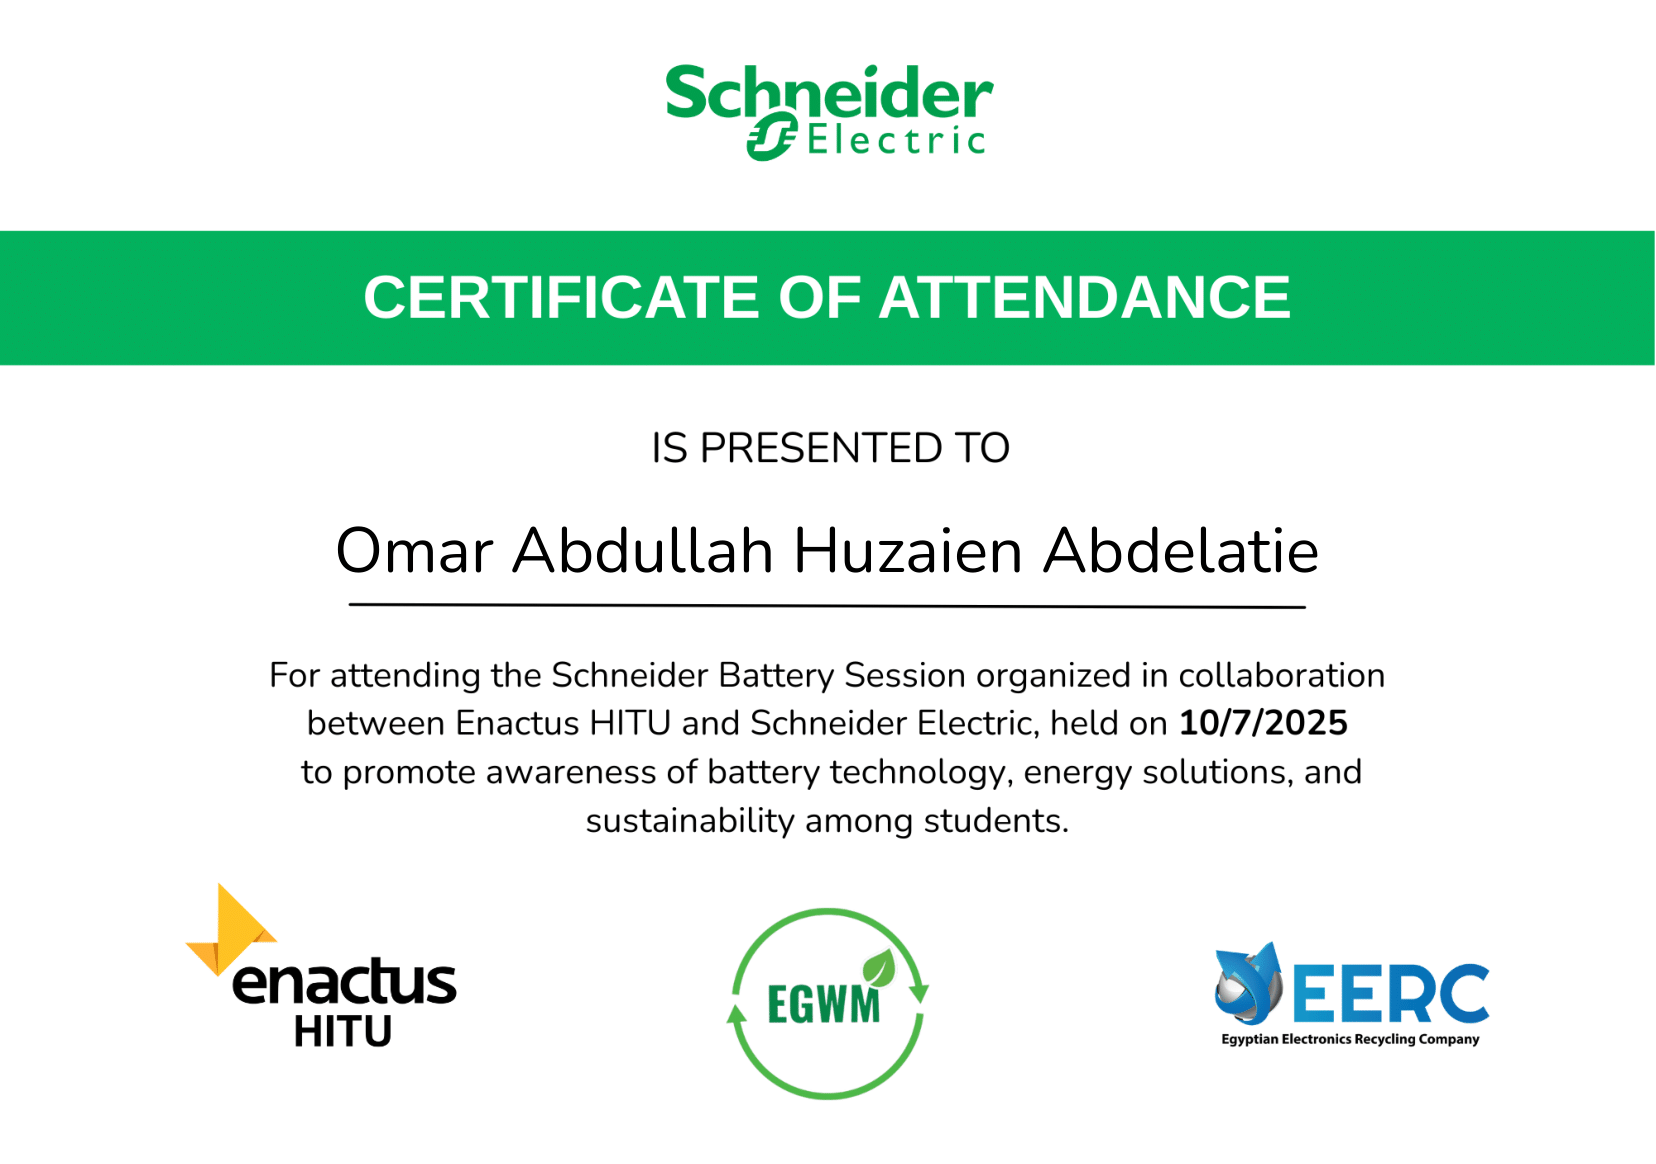 Schneider
Electric
CERTIFICATE OF ATTENDANCE
IS PRESENTED TO
Omar Abdullah Huzaien Abdelatie
For attending the Schneider Battery Session organized in collaboration
between Enactus HITU and Schneider Electric, held on 10/7/2025
to promote awareness of battery technology, energy solutions, and
sustainability among students.
enactus
HITU
EGWM
EERC
Egyptian Electronics Recycling Company